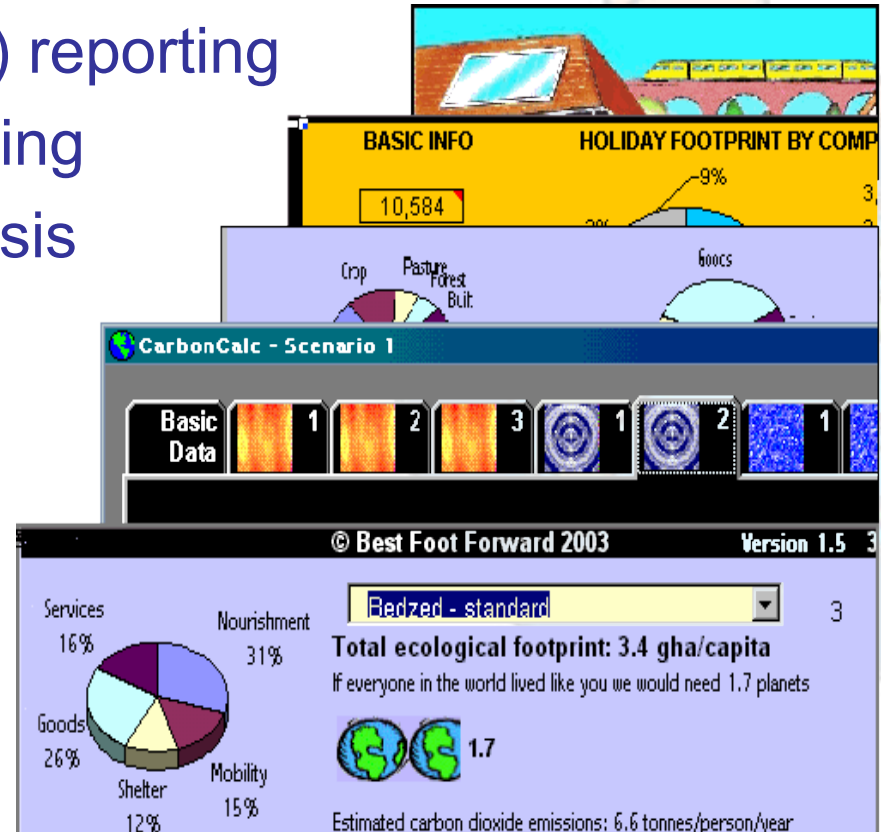 ) reporting
ing
sis
BASIC INFO HOLIDAY FOOTPRINT BY COMP
9%
10,584
3,
Crop Pasture Forest Built
Goods
CarbonCalc - Scenario 1
Basic Data 1 2 3 1 2 1
© Best Foot Forward 2003 Version 1.5 3
Bedzed - standard 3
Services 16%
Nourishment 31%
Total ecological footprint: 3.4 gha/capita
If everyone in the world lived like you we would need 1.7 planets
1.7
Goods 26%
Shelter 12%
Mobility 15%
Estimated carbon dioxide emissions: 6.6 tonnes/person/year